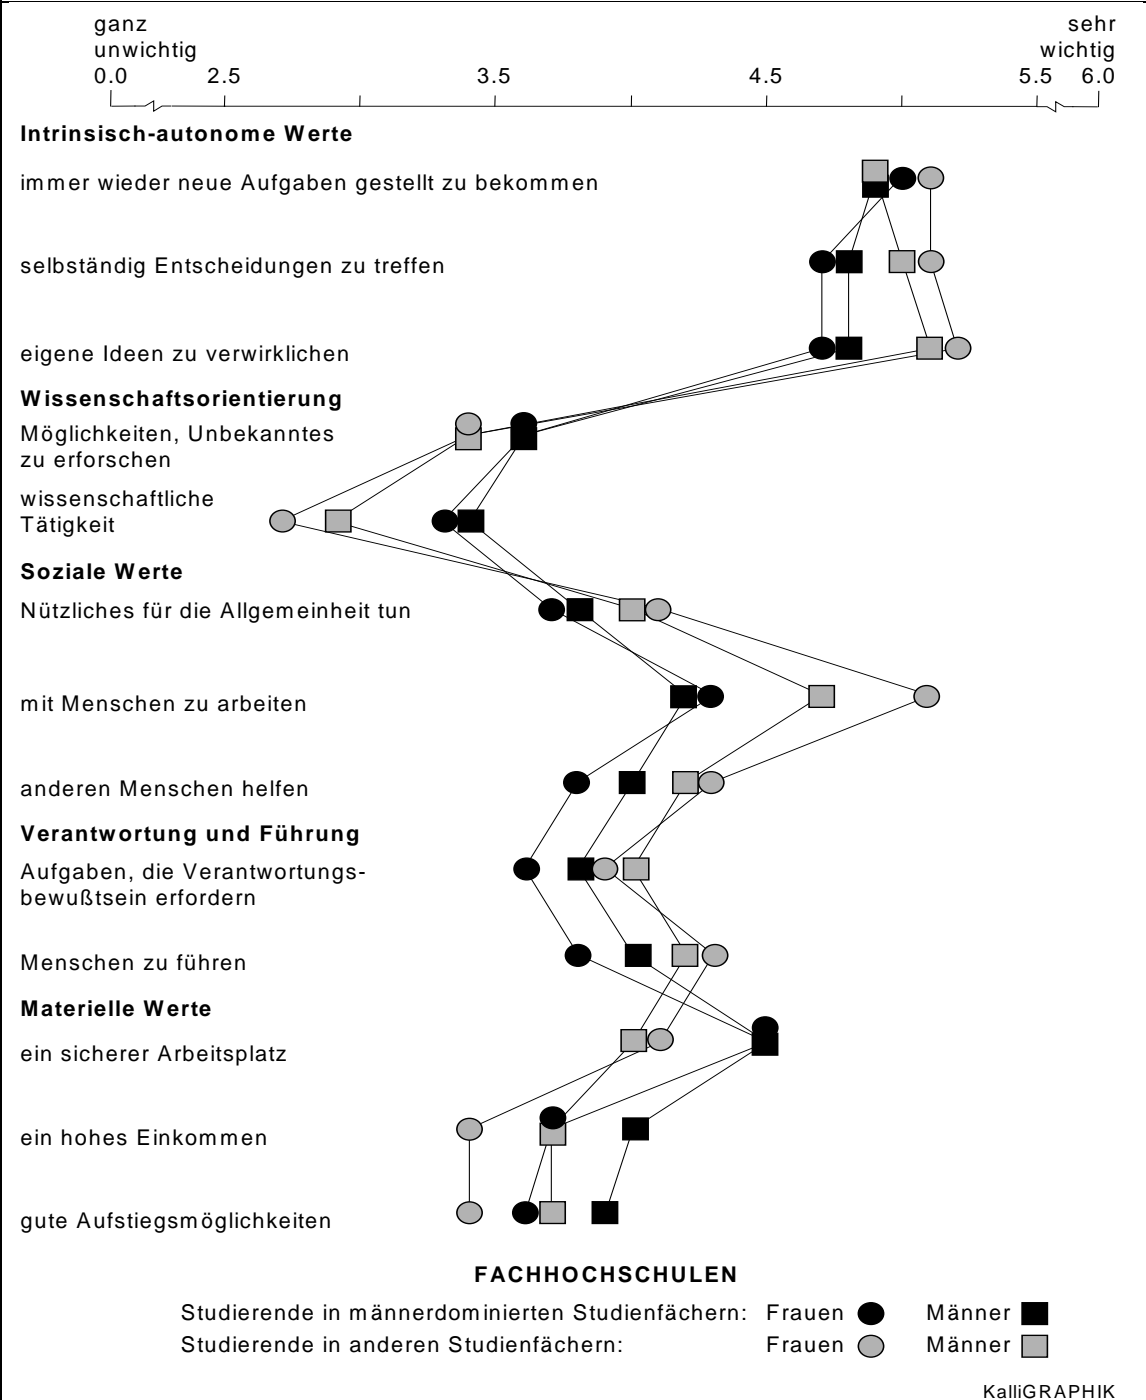 ganz sehr
unwichtig wichtig
0.0 2.5 3.5 4.5 5.5 6.0
Intrinsisch-autonome Werte
immer wieder neue Aufgaben gestellt zu bekommen
selbständig Entscheidungen zu treffen
eigene Ideen zu verwirklichen
Wissenschaftsorientierung
Möglichkeiten, Unbekanntes
zu erforschen
wissenschaftliche
Tätigkeit
Soziale Werte
Nützliches für die Allgemeinheit tun
mit Menschen zu arbeiten
anderen Menschen helfen
Verantwortung und Führung
Aufgaben, die Verantwortungs-
bewußtsein erfordern
Menschen zu führen
Materielle Werte
ein sicherer Arbeitsplatz
ein hohes Einkommen
gute Aufstiegsmöglichkeiten
FACHHOCHSCHULEN
Studierende in männerdominierten Studienfächern: Frauen Männer
Studierende in anderen Studienfächern: Frauen Männer
KalliGRAPHIK